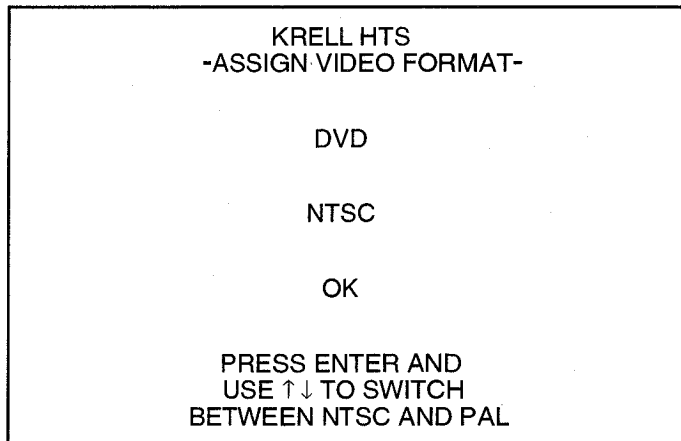 KRELL HTS
-ASSIGN VIDEO FORMAT-
DVD
NTSC
OK
PRESS ENTER AND
USE ↑↓ TO SWITCH
BETWEEN NTSC AND PAL